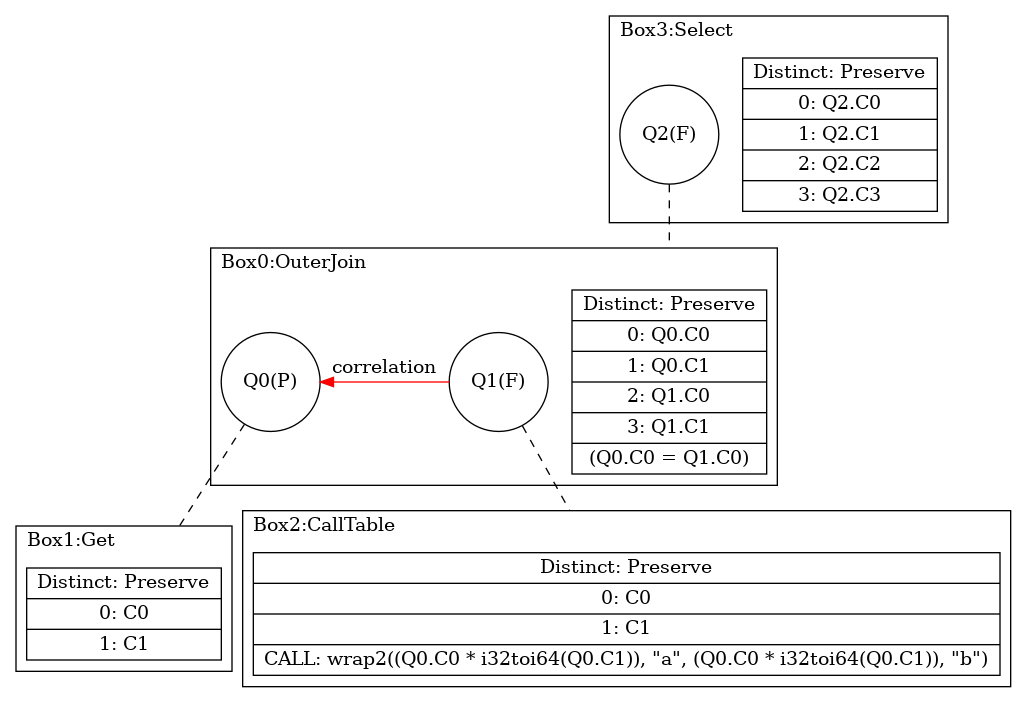 Box3:Select
Q2(F)
Distinct: Preserve
0: Q2.C0
1: Q2.C1
2: Q2.C2
3: Q2.C3
Box0:OuterJoin
Q0(P)
correlation
Q1(F)
Distinct: Preserve
0: Q0.C0
1: Q0.C1
2: Q1.C0
3: Q1.C1
(Q0.C0 = Q1.C0)
Box1:Get
Distinct: Preserve
0: C0
1: C1
Box2:CallTable
Distinct: Preserve
0: C0
1: C1
CALL: wrap2((Q0.C0 * i32toi64(Q0.C1)), "a", (Q0.C0 * i32toi64(Q0.C1)), "b")